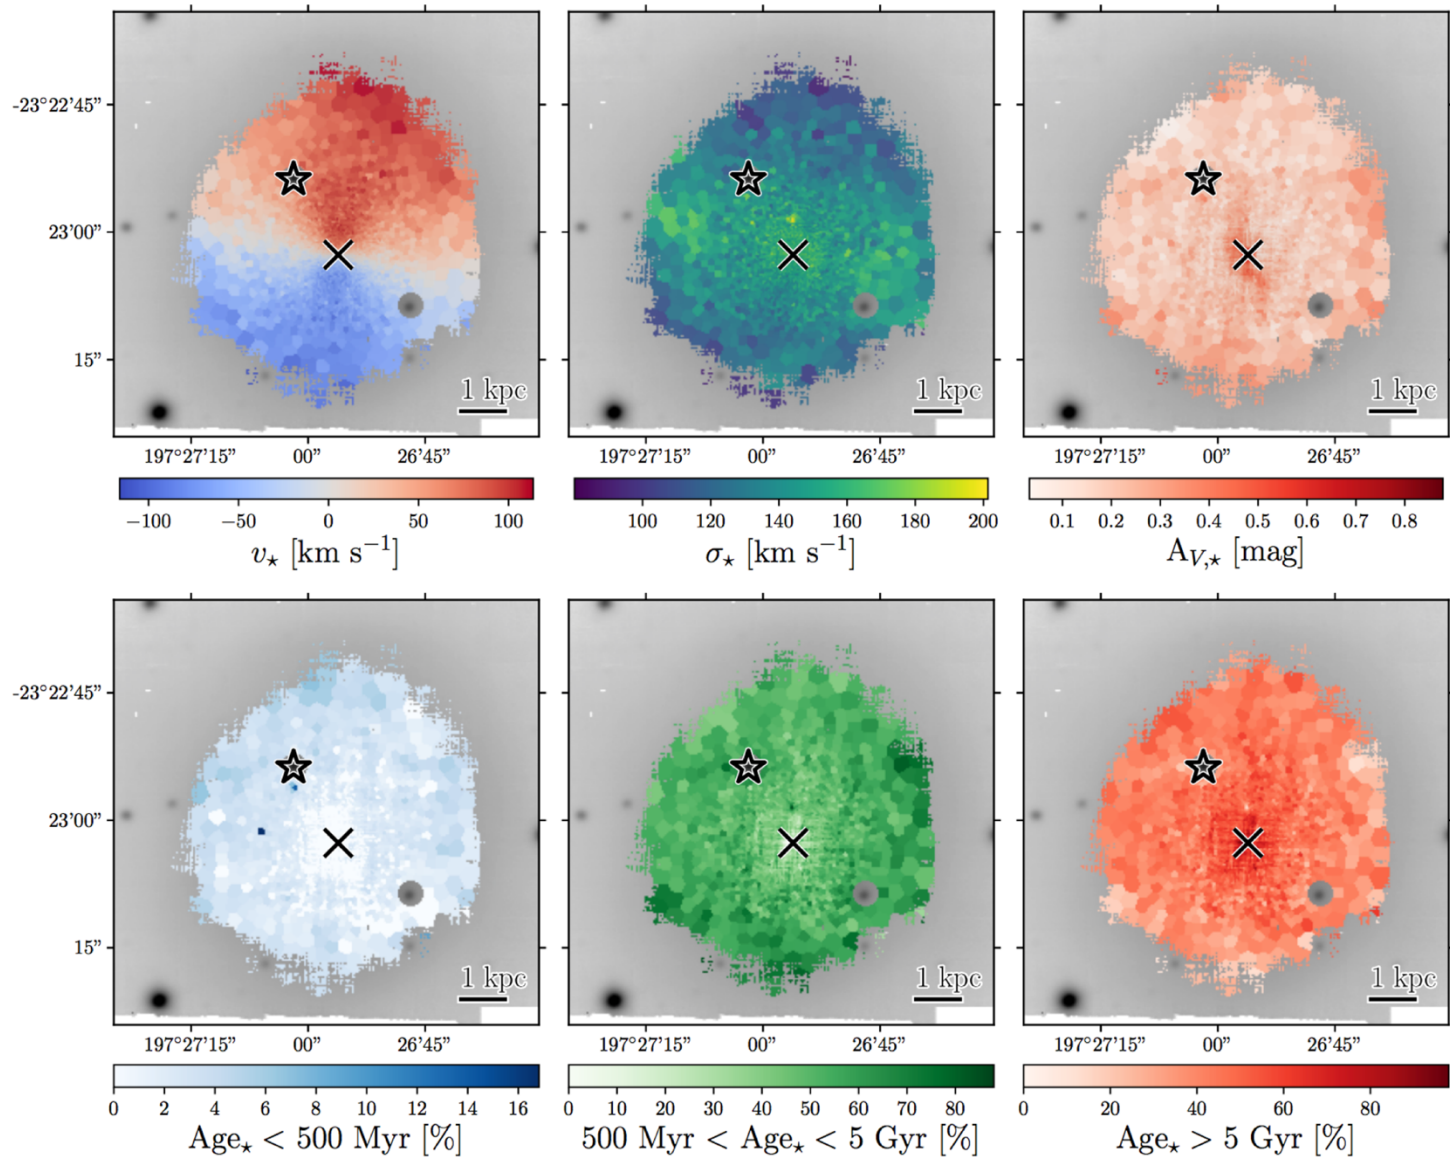 -23°22'45"
23'00"
15"
1 kpc
1 kpc
1 kpc
197°27'15" 00" 26'45"
197°27'15" 00" 26'45"
197°27'15" 00" 26'45"
−100 −50 0 50 100
100 120 140 160 180 200
0.1 0.2 0.3 0.4 0.5 0.6 0.7 0.8
v⋆ [km s⁻¹]
σ⋆ [km s⁻¹]
A_V,⋆ [mag]
-23°22'45"
23'00"
15"
1 kpc
1 kpc
1 kpc
197°27'15" 00" 26'45"
197°27'15" 00" 26'45"
197°27'15" 00" 26'45"
0 2 4 6 8 10 12 14 16
0 10 20 30 40 50 60 70 80
0 20 40 60 80
Age⋆ < 500 Myr [%]
500 Myr < Age⋆ < 5 Gyr [%]
Age⋆ > 5 Gyr [%]